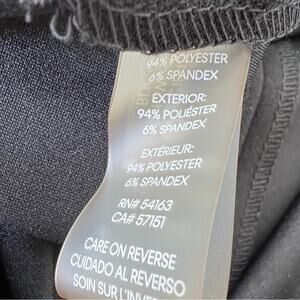 94% POLYESTER
6% SPANDEX
EXTERIOR:
94% POLIÉSTER
6% SPANDEX
EXTÉRIEUR:
94% POLYESTER
6% SPANDEX
RN# 54163
CA# 57151
CARE ON REVERSE
CUIDADO AL REVERSO
SOIN SUR L'INVER